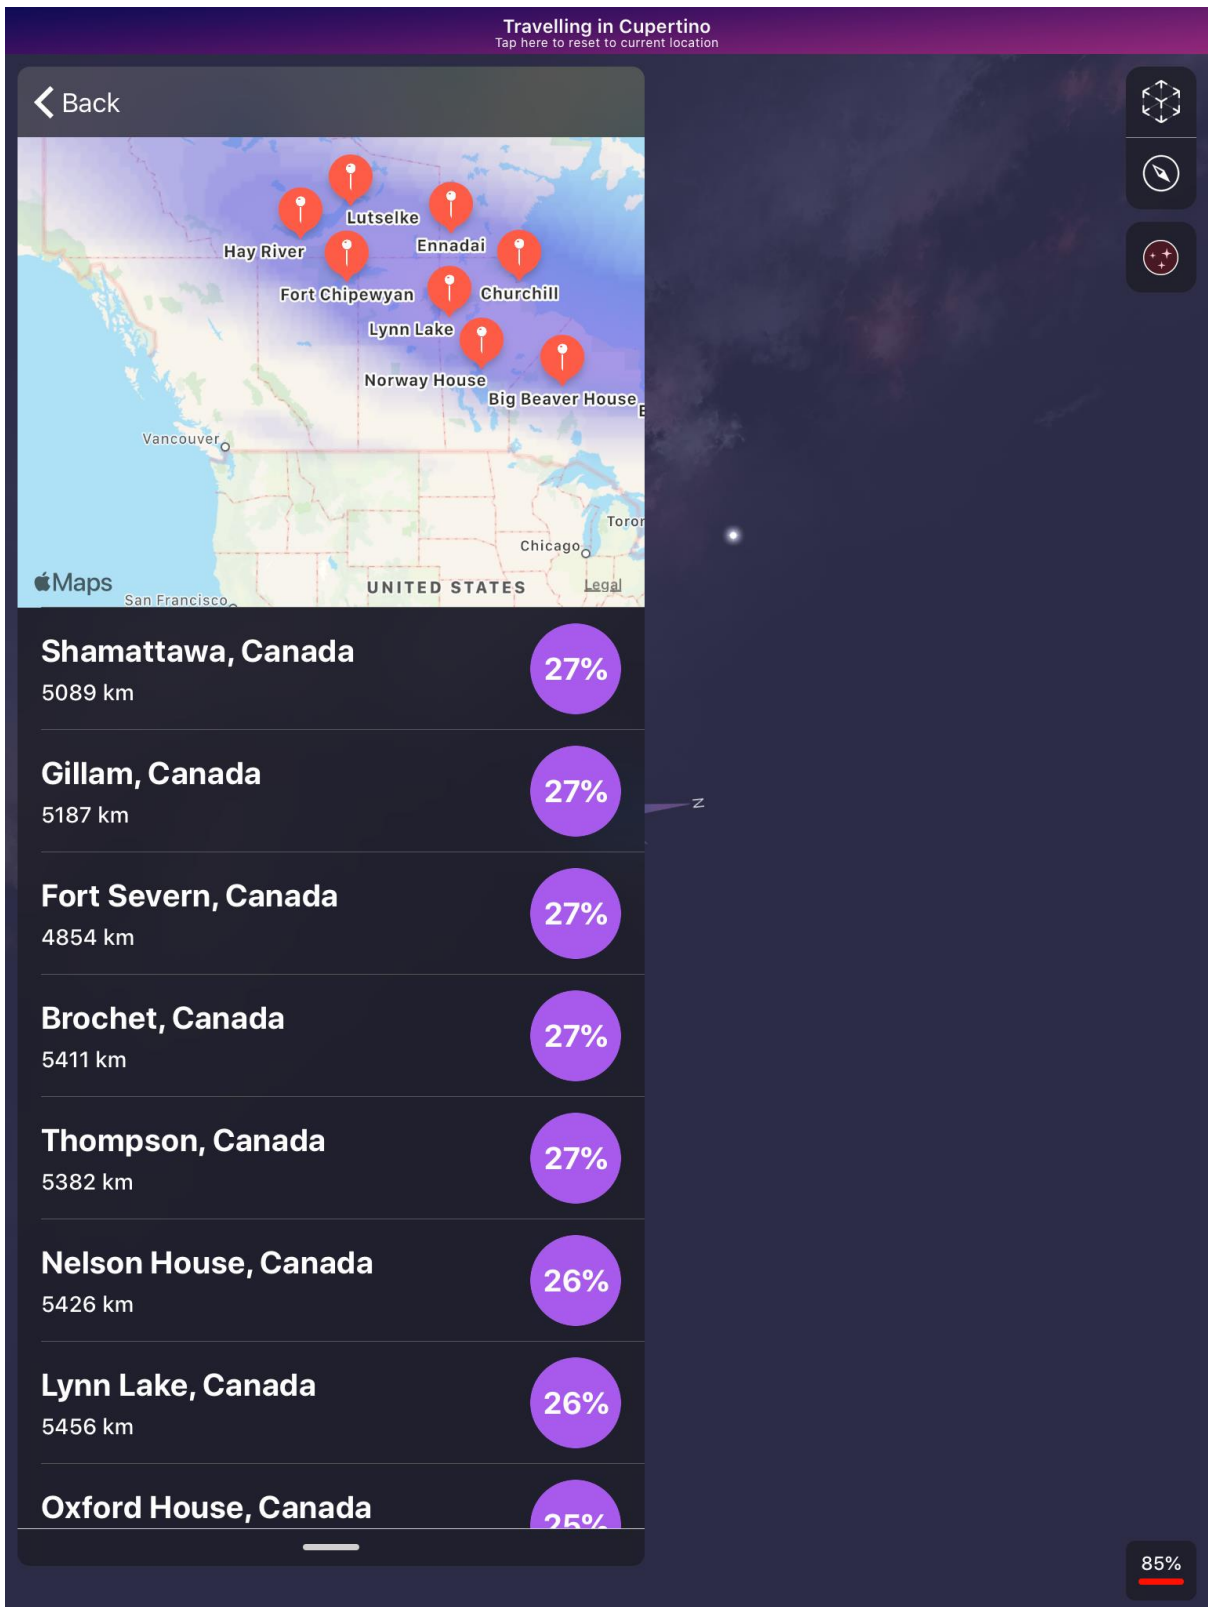 Travelling in Cupertino
Tap here to reset to current location
Back
Lutselke
Hay River
Ennadai
Fort Chipewyan
Churchill
Lynn Lake
Norway House
Big Beaver House
Vancouver
Toror
Chicago
Maps
UNITED STATES
Legal
San Francisco
Shamattawa, Canada
27%
5089 km
Gillam, Canada
27%
5187 km
N
Fort Severn, Canada
27%
4854 km
Brochet, Canada
27%
5411 km
Thompson, Canada
27%
5382 km
Nelson House, Canada
26%
5426 km
Lynn Lake, Canada
26%
5456 km
Oxford House, Canada
25%
85%